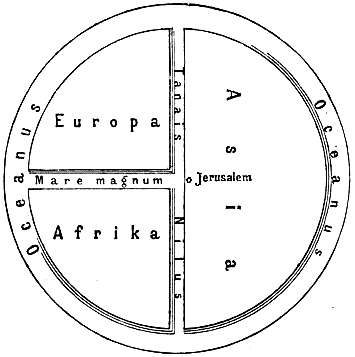 Oceanus
Europa
Tanais
Asia
Oceanus
Mare magnum
Jerusalem
Afrika
Nilus